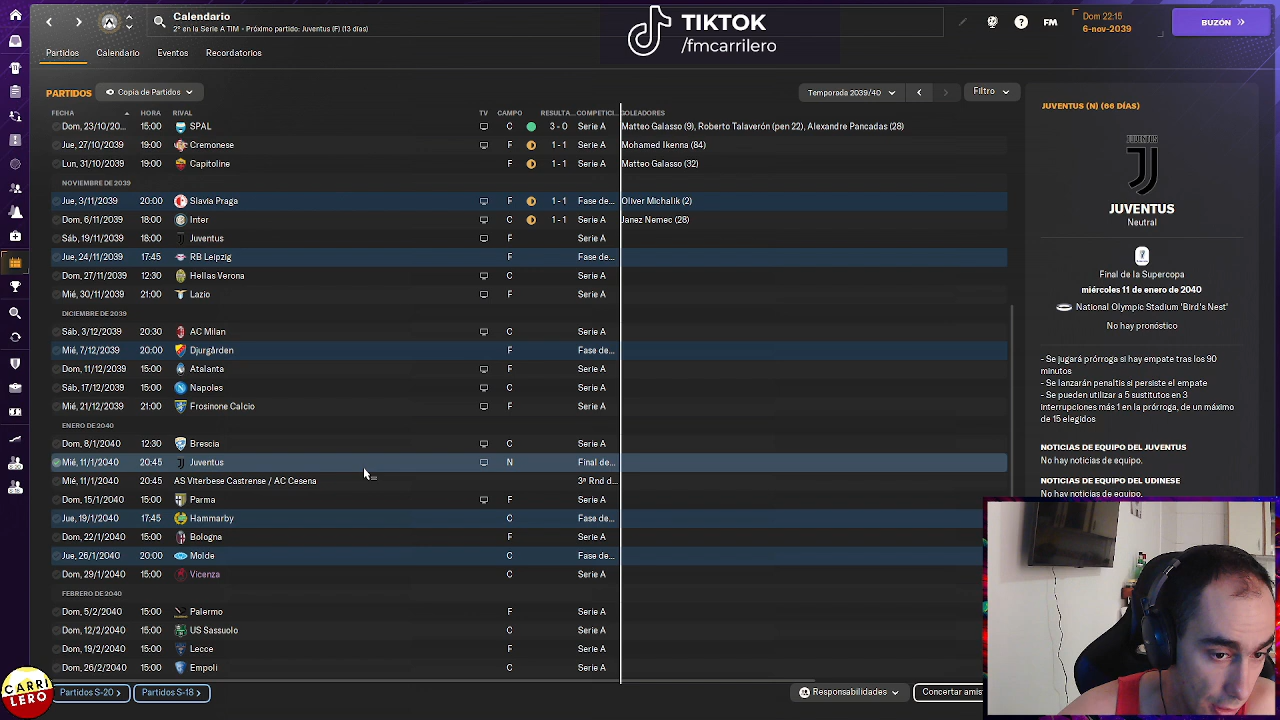 Calendario
2º en la Serie A TIM - Próximo partido: Juventus (F) (13 días)
TIKTOK
/fmcarrilero
FM
Dom 22:15
6-nov-2039
BUZÓN
Partidos Calendario Eventos Recordatorios
PARTIDOS Copia de Partidos Temporada 2039/40 Filtro
FECHA HORA RIVAL TV CAMPO RESULTA... COMPETICI... GOLEADORES
Dom, 23/10/20... 15:00 SPAL C 3 - 0 Serie A Matteo Galasso (9), Roberto Talaverón (pen 22), Alexandre Pancadas (28)
Jue, 27/10/2039 19:00 Cremonese F 1 - 1 Serie A Mohamed Ikenna (84)
Lun, 31/10/2039 19:00 Capitoline F 1 - 1 Serie A Matteo Galasso (32)
NOVIEMBRE DE 2039
Jue, 3/11/2039 20:00 Slavia Praga F 1 - 1 Fase de... Oliver Michalik (2)
Dom, 6/11/2039 18:00 Inter C 1 - 1 Serie A Janez Nemec (28)
Sáb, 19/11/2039 18:00 Juventus F Serie A
Jue, 24/11/2039 17:45 RB Leipzig F Fase de...
Dom, 27/11/2039 12:30 Hellas Verona C Serie A
Mié, 30/11/2039 21:00 Lazio F Serie A
DICIEMBRE DE 2039
Sáb, 3/12/2039 20:30 AC Milan C Serie A
Mié, 7/12/2039 20:00 Djurgården F Fase de...
Dom, 11/12/2039 15:00 Atalanta F Serie A
Sáb, 17/12/2039 15:00 Napoles C Serie A
Mié, 21/12/2039 21:00 Frosinone Calcio F Serie A
ENERO DE 2040
Dom, 8/1/2040 12:30 Brescia C Serie A
Mié, 11/1/2040 20:45 Juventus N Final de...
Mié, 11/1/2040 20:45 AS Viterbese Castrense / AC Cesena 3ª Rnd d...
Dom, 15/1/2040 15:00 Parma F Serie A
Jue, 19/1/2040 17:45 Hammarby C Fase de...
Dom, 22/1/2040 15:00 Bologna F Serie A
Jue, 26/1/2040 20:00 Molde C Fase de...
Dom, 29/1/2040 15:00 Vicenza C Serie A
FEBRERO DE 2040
Dom, 5/2/2040 15:00 Palermo F Serie A
Dom, 12/2/2040 15:00 US Sassuolo C Serie A
Dom, 19/2/2040 15:00 Lecce F Serie A
Dom, 26/2/2040 15:00 Empoli C Serie A
JUVENTUS (N) (66 DÍAS)
JUVENTUS
JUVENTUS
Neutral
Final de la Supercopa
miércoles 11 de enero de 2040
National Olympic Stadium 'Bird's Nest'
No hay pronóstico
- Se jugará prórroga si hay empate tras los 90
minutos
- Se lanzarán penaltis si persiste el empate
- Se pueden utilizar a 5 sustitutos en 3
interrupciones más 1 en la prórroga, de un máximo
de 15 elegidos
NOTICIAS DE EQUIPO DEL JUVENTUS
No hay noticias de equipo.
NOTICIAS DE EQUIPO DEL UDINESE
No hay noticias de equipo.
CARRI
LERO
Partidos S-20 Partidos S-18 Responsabilidades Concertar amis